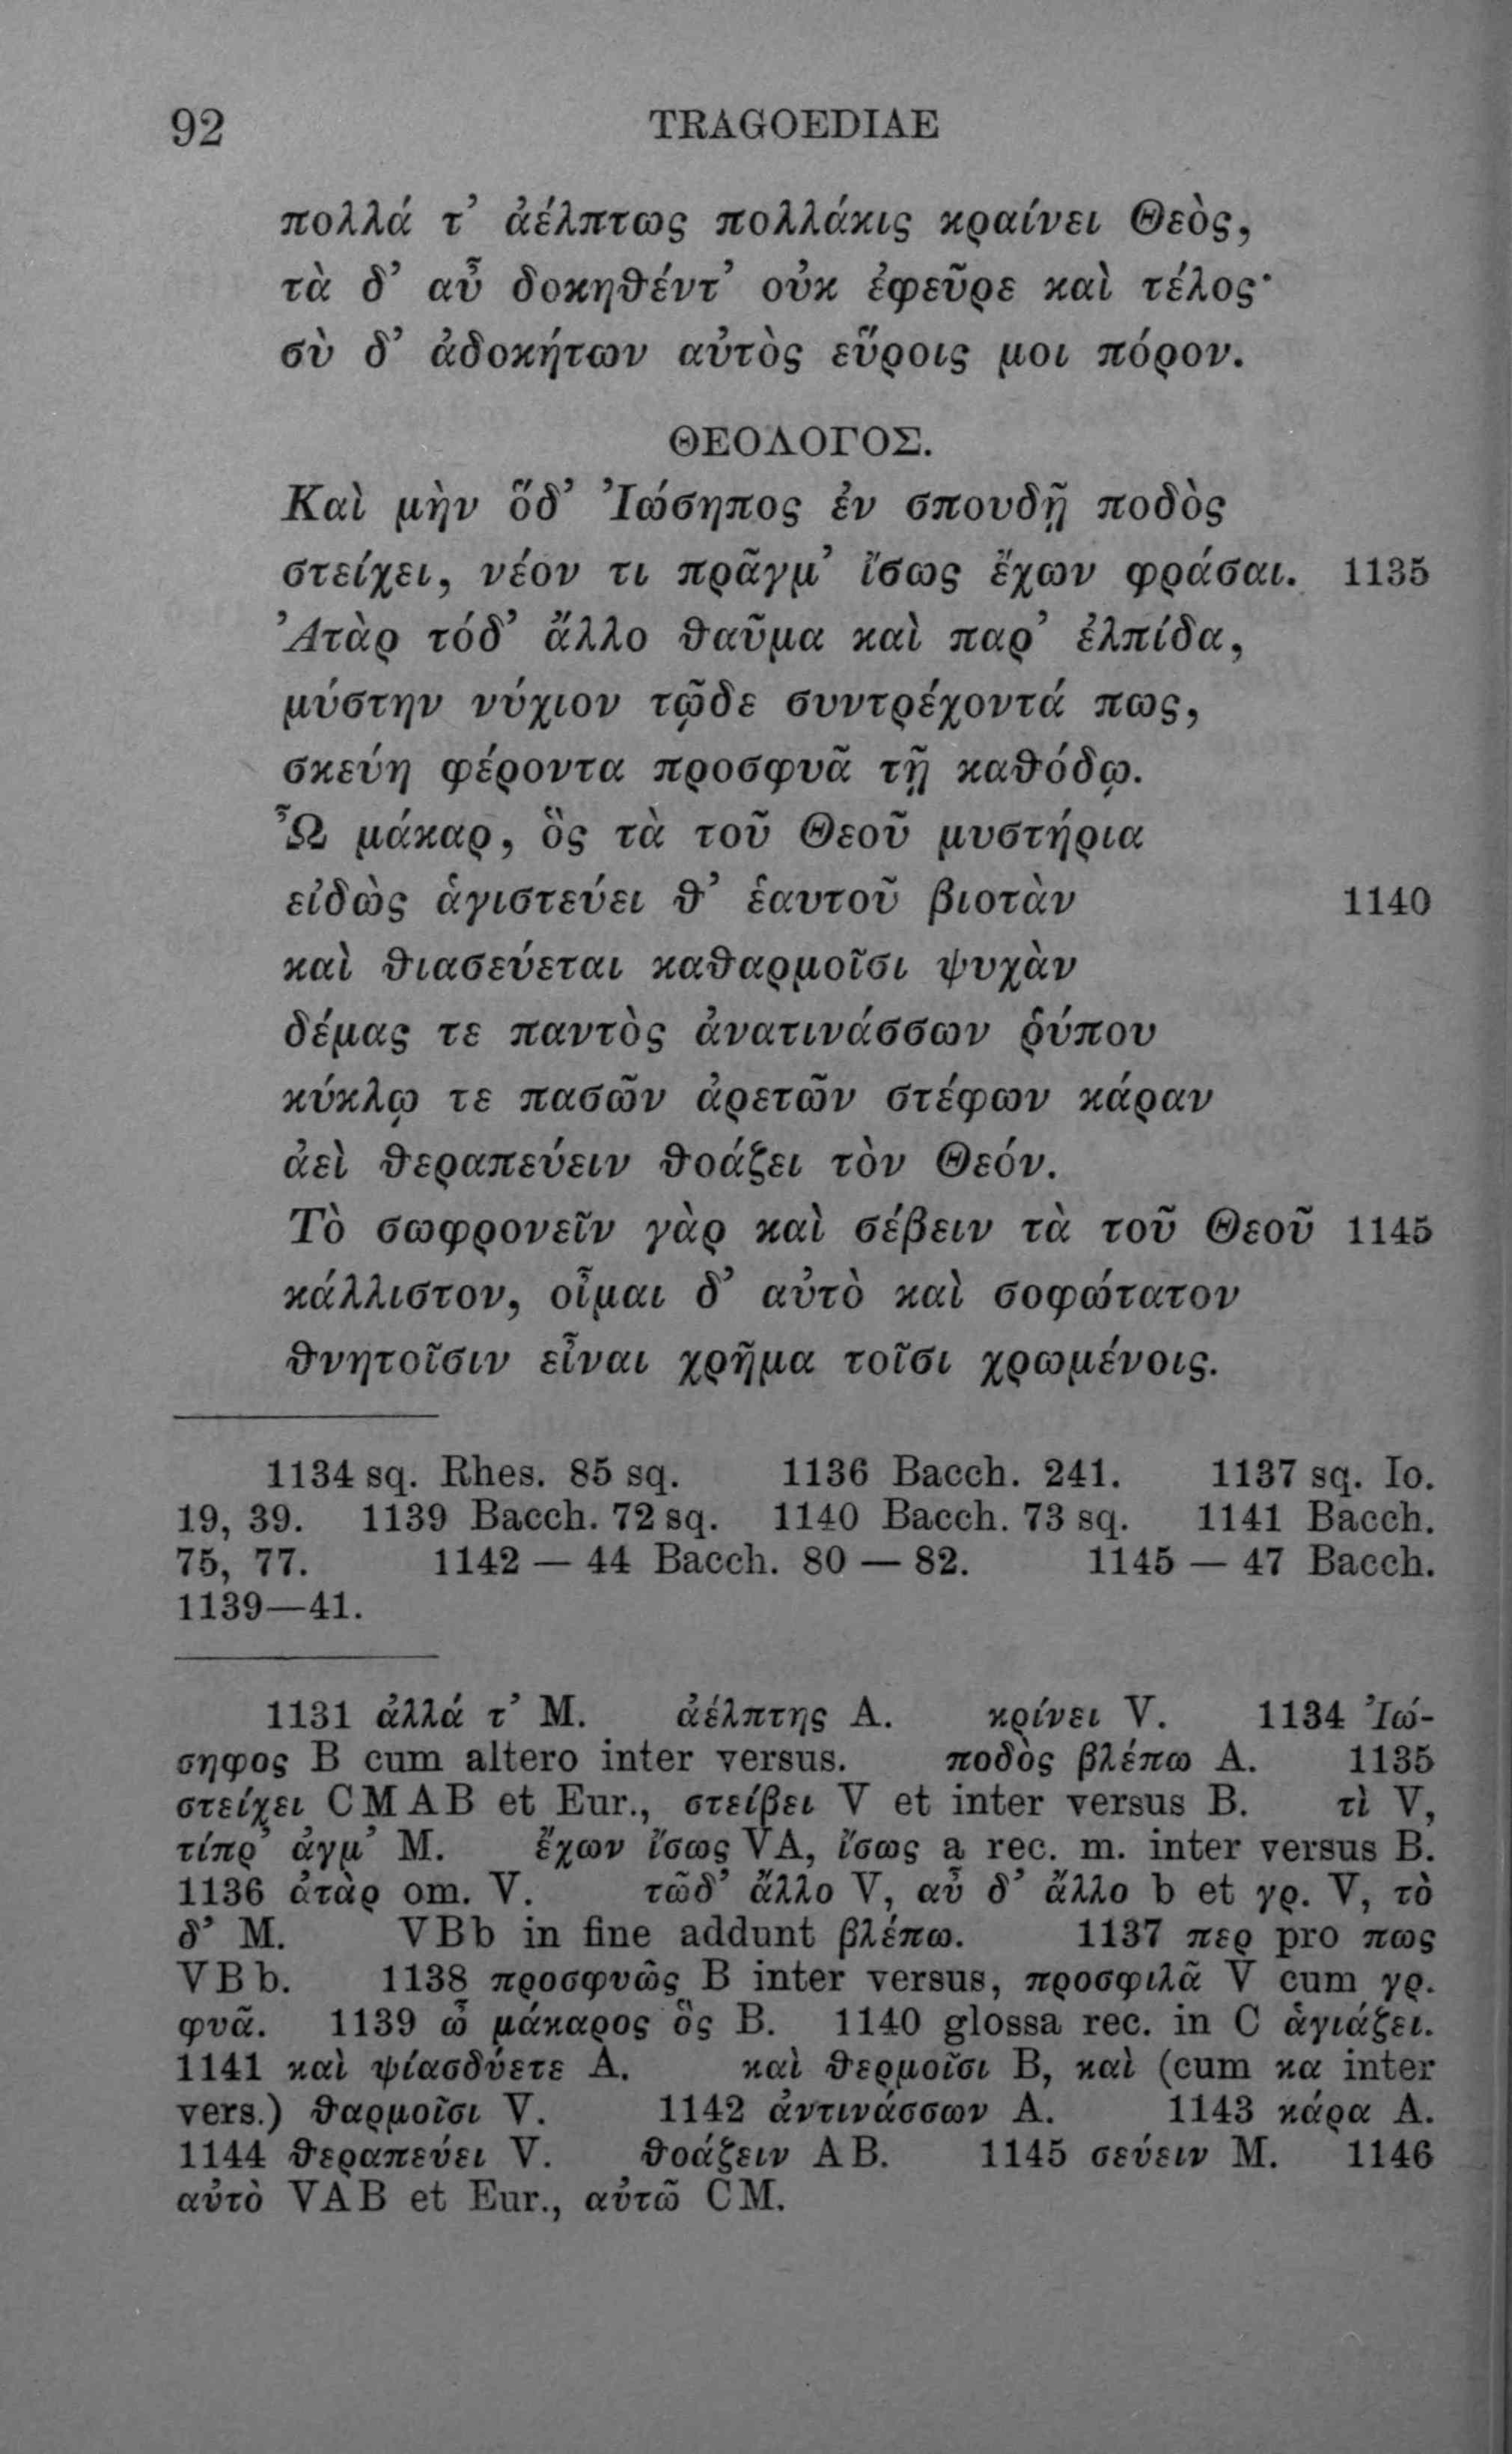 92 TRAGOEDIAE
πολλά τ’ ἀέλπτως πολλάκις κραίνει Θεὸς,
τὰ δ’ αὖ δοκηθέντ’ οὐκ ἐφεῦρε καὶ τέλος·
σὺ δ’ ἀδοκήτων αὐτὸς εὕροις μοι πόρον.
ΘΕΟΛΟΓΟΣ.
Καὶ μὴν ὅδ’ Ἰώσηπος ἐν σπουδῇ ποδὸς
στείχει, νέον τι πρᾶγμ’ ἴσως ἔχων φράσαι. 1135
Ἀτὰρ τόδ’ ἄλλο θαῦμα καὶ παρ’ ἐλπίδα,
μύστην νύχιον τῷδε συντρέχοντά πως,
σκεύη φέροντα προσφυᾶ τῇ καθόδῳ.
Ὦ μάκαρ, ὃς τὰ τοῦ Θεοῦ μυστήρια
εἰδὼς ἁγιστεύει θ’ ἑαυτοῦ βιοτὰν 1140
καὶ θιασεύεται καθαρμοῖσι ψυχὰν
δέμας τε παντὸς ἀνατινάσσων ῥύπου
κύκλῳ τε πασῶν ἀρετῶν στέφων κάραν
ἀεὶ θεραπεύειν θοάζει τὸν Θεόν.
Τὸ σωφρονεῖν γὰρ καὶ σέβειν τὰ τοῦ Θεοῦ 1145
κάλλιστον, οἶμαι δ’ αὐτὸ καὶ σοφώτατον
θνητοῖσιν εἶναι χρῆμα τοῖσι χρωμένοις.
1134 sq. Rhes. 85 sq. 1136 Bacch. 241. 1137 sq. Io.
19, 39. 1139 Bacch. 72 sq. 1140 Bacch. 73 sq. 1141 Bacch.
75, 77. 1142 — 44 Bacch. 80 — 82. 1145 — 47 Bacch.
1139—41.
1131 ἀλλά τ’ M. ἀέλπτης A. κρίνει V. 1134 Ἰώ-
σηφος B cum altero inter versus. ποδὸς βλέπω A. 1135
στείχει C M A B et Eur., στείβει V et inter versus B. τὶ V,
τίπρ’ ἀγμ’ M. ἔχων ἴσως V A, ἴσως a rec. m. inter versus B.
1136 ἀτὰρ om. V. τῶδ’ ἄλλο V, αὖ δ’ ἄλλο b et γρ. V, τὸ
δ’ M. V B b in fine addunt βλέπω. 1137 περ pro πως
V B b. 1138 προσφυῶς B inter versus, προσφιλᾶ V cum γρ.
φυᾶ. 1139 ὦ μάκαρος ὃς B. 1140 glossa rec. in C ἁγιάζει.
1141 καὶ ψίασδύετε A. καὶ θερμοῖσι B, καὶ (cum κα inter
vers.) θαρμοῖσι V. 1142 ἀντινάσσων A. 1143 κάρα A.
1144 θεραπεύει V. θοάζειν A B. 1145 σεύειν M. 1146
αὐτὸ V A B et Eur., αὐτῶ C M.